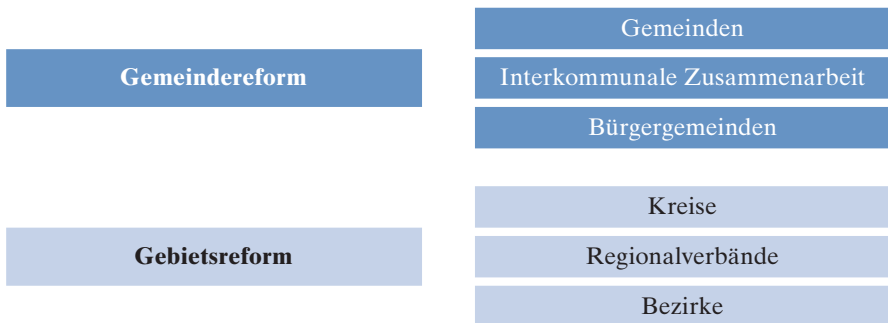 Gemeindereform
Gemeinden
Interkommunale Zusammenarbeit
Bürgergemeinden
Gebietsreform
Kreise
Regionalverbände
Bezirke